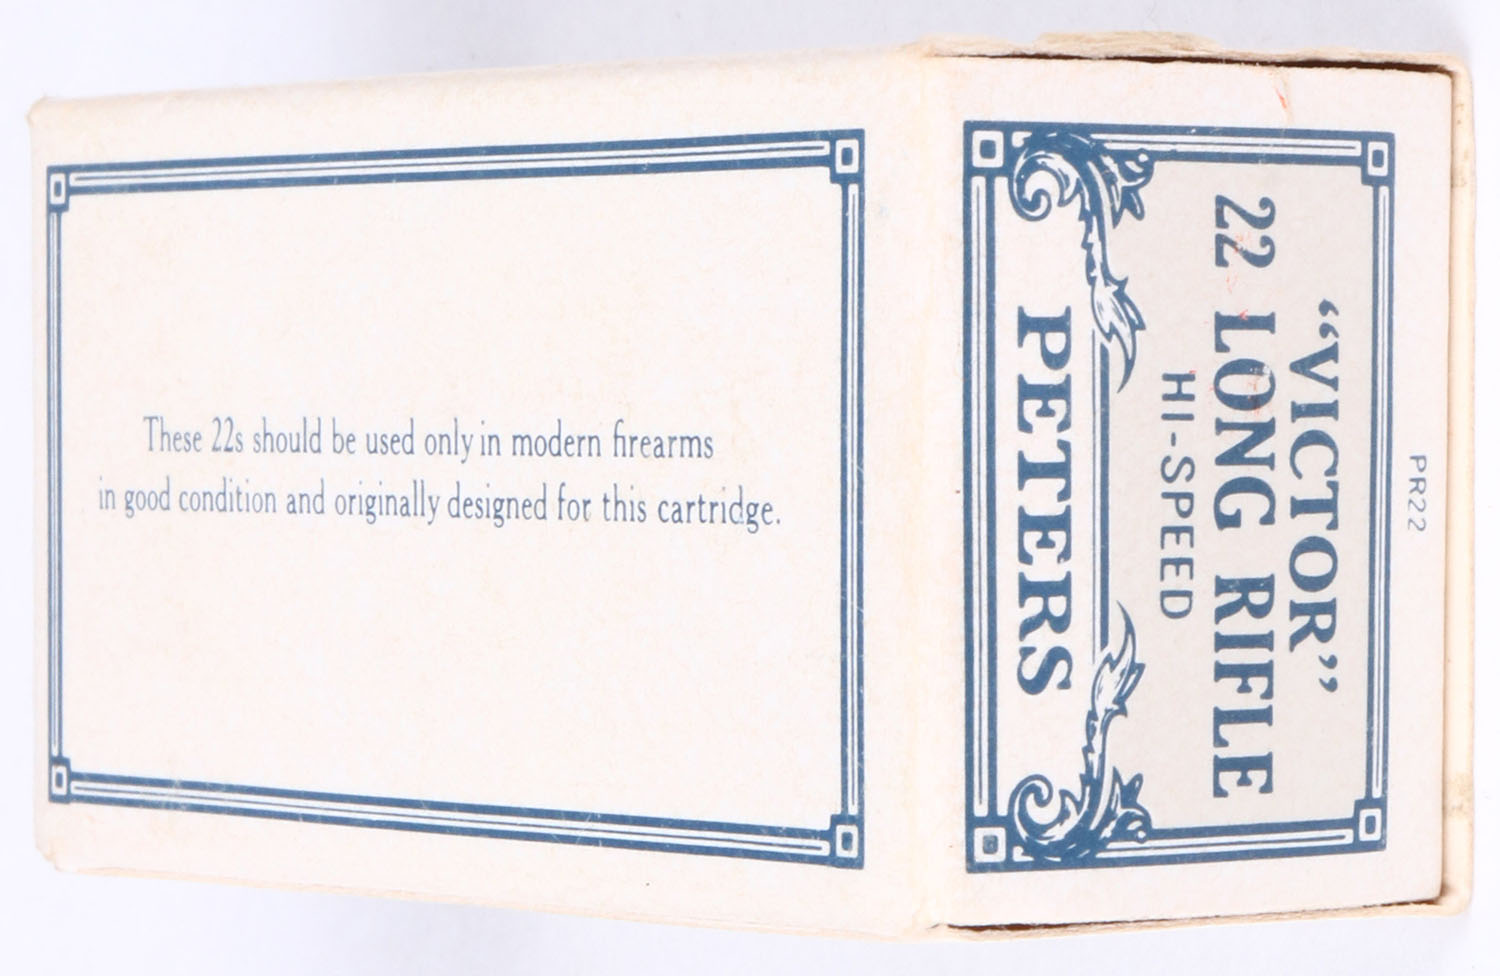 These 22s should be used only in modern firearms
in good condition and originally designed for this cartridge.
PR22
"VICTOR"
22 LONG RIFLE
HI-SPEED
PETERS